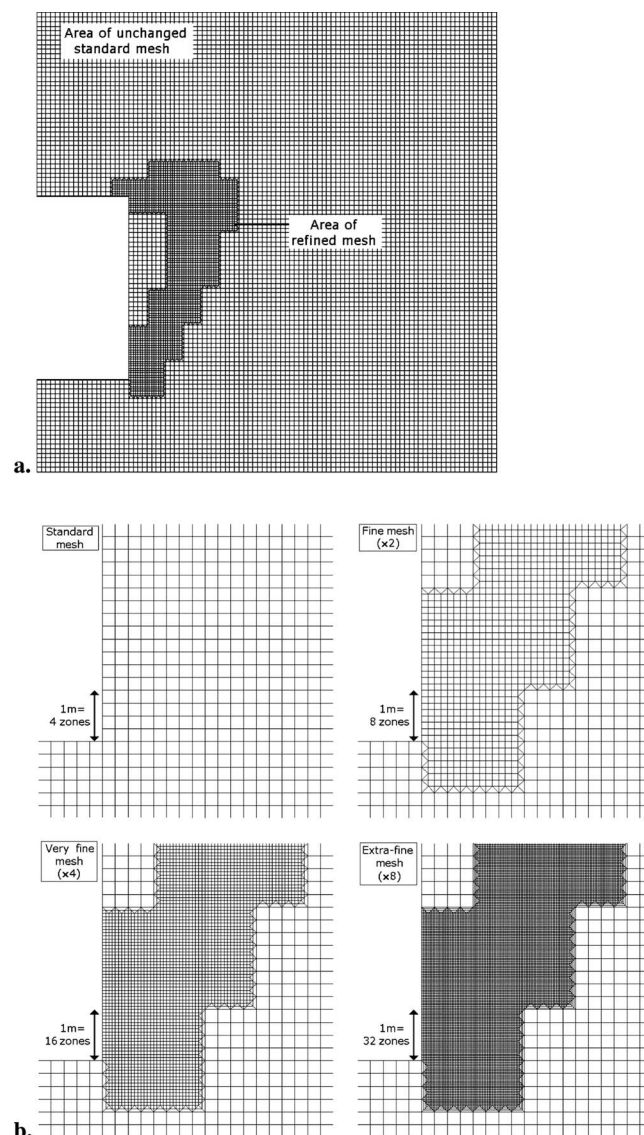 Area of unchanged
standard mesh
Area of
refined mesh
a.
Standard
mesh
1m=
4 zones
Fine mesh
(×2)
1m=
8 zones
Very fine
mesh
(×4)
1m=
16 zones
Extra-fine
mesh
(×8)
1m=
32 zones
b.